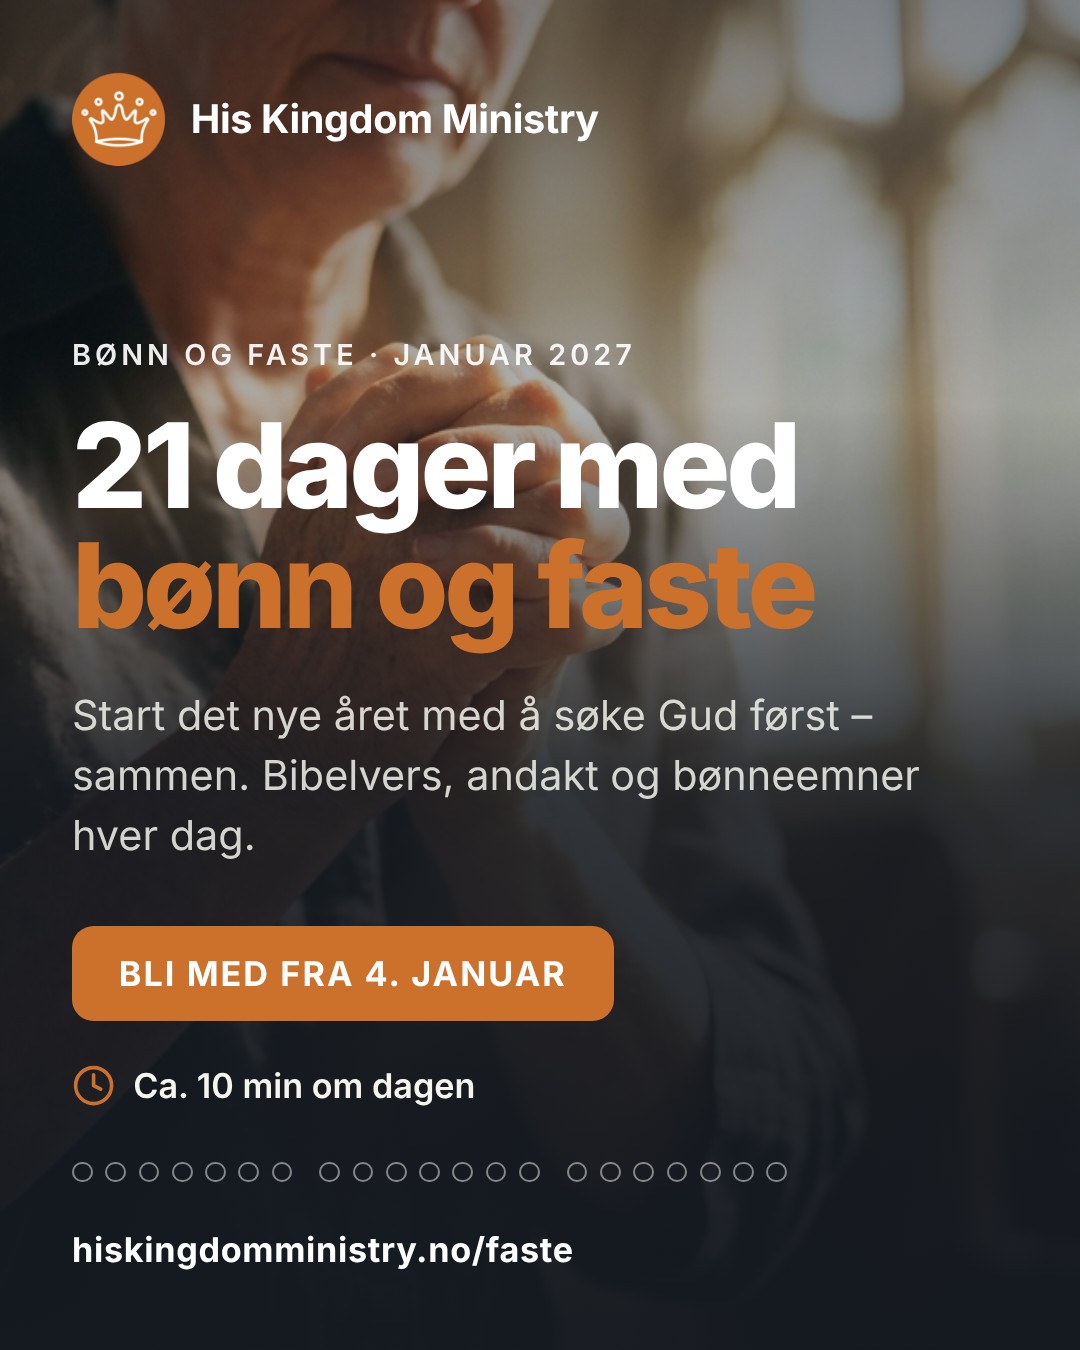 His Kingdom Ministry
BØNN OG FASTE · JANUAR 2027
21 dager med
bønn og faste
Start det nye året med å søke Gud først –
sammen. Bibelvers, andakt og bønneemner
hver dag.
BLI MED FRA 4. JANUAR
Ca. 10 min om dagen
hiskingdomministry.no/faste